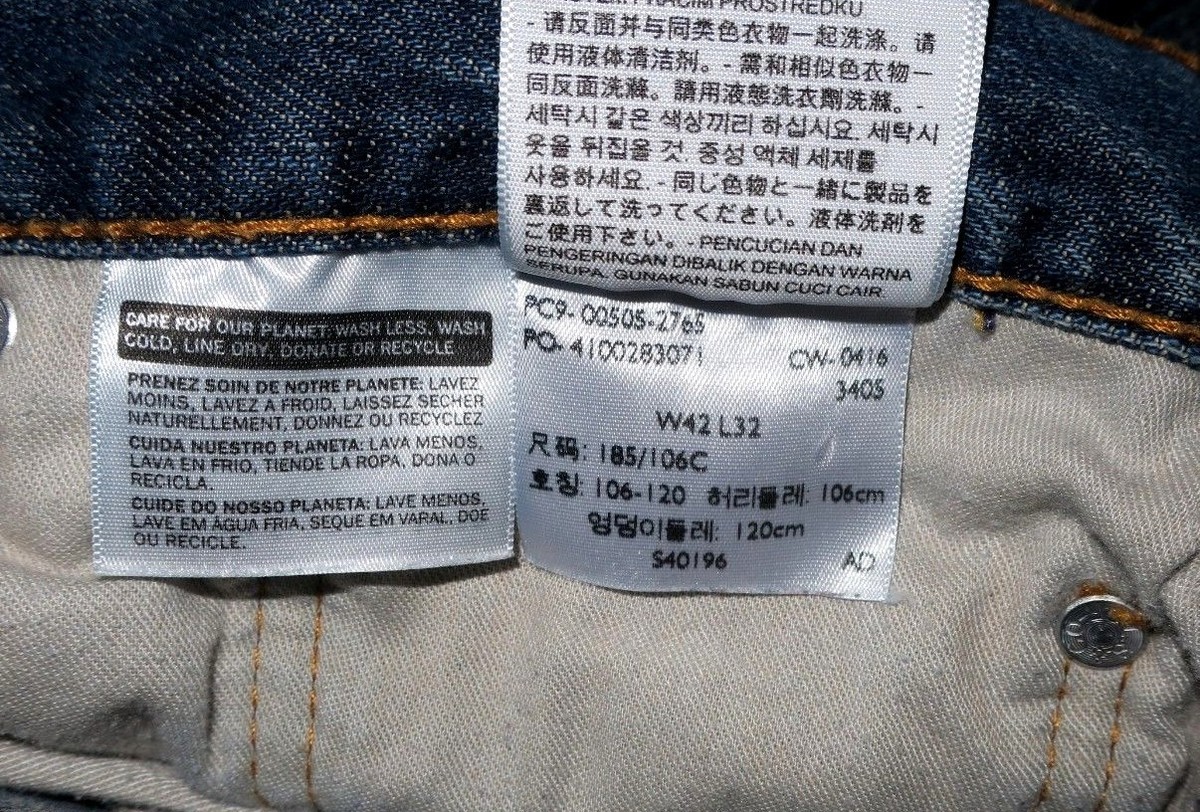 PRACÍM PROSTREDKU
- 请反面并与同类色衣物一起洗涤。请
使用液体清洁剂。- 需和相似色衣物一
同反面洗滌。請用液態洗衣劑洗滌。-
세탁시 같은 색상끼리 하십시요. 세탁시
옷을 뒤집을 것. 중성 액체 세제를
사용하세요. - 同じ色物と一緒に製品を
裏返して洗ってください。液体洗剤を
ご使用下さい。- PENCUCIAN DAN
PENGERINGAN DIBALIK DENGAN WARNA
SERUPA. GUNAKAN SABUN CUCI CAIR.
CARE FOR OUR PLANET: WASH LESS, WASH
COLD, LINE DRY, DONATE OR RECYCLE
PRENEZ SOIN DE NOTRE PLANETE: LAVEZ
MOINS, LAVEZ A FROID, LAISSEZ SECHER
NATURELLEMENT, DONNEZ OU RECYCLEZ
CUIDA NUESTRO PLANETA: LAVA MENOS,
LAVA EN FRIO, TIENDE LA ROPA, DONA O
RECICLA.
CUIDE DO NOSSO PLANETA: LAVE MENOS,
LAVE EM ÁGUA FRIA, SEQUE EM VARAL, DOE
OU RECICLE.
PC9- 00505-2765
PO- 4100283071 CW-0416
3405
W42 L32
尺码: 185/106C
호칭: 106-120 허리둘레: 106cm
엉덩이둘레: 120cm
S40196 AD